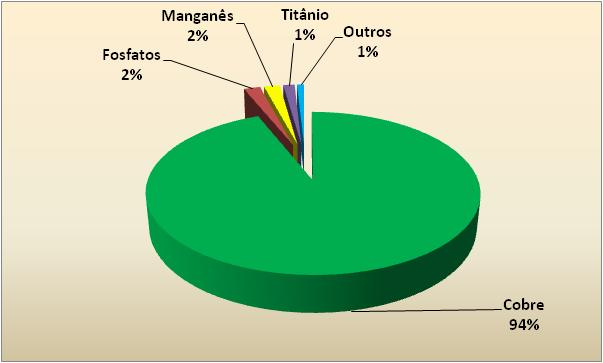 Manganês
2%
Titânio
1%
Outros
1%
Fosfatos
2%
Cobre
94%